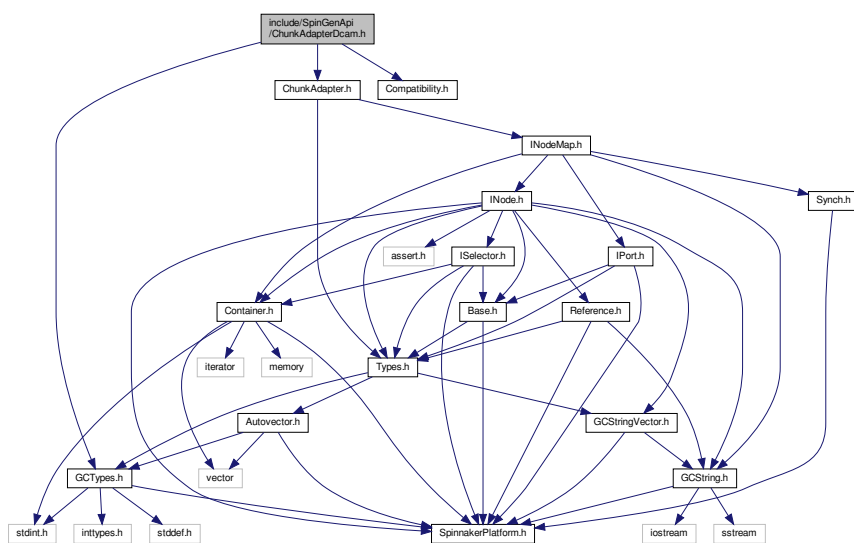 include/SpinGenApi
/ChunkAdapterDcam.h
ChunkAdapter.h
Compatibility.h
INodeMap.h
INode.h
Synch.h
assert.h
ISelector.h
IPort.h
Container.h
Base.h
Reference.h
iterator
memory
Types.h
Autovector.h
GCStringVector.h
GCTypes.h
vector
GCString.h
stdint.h
inttypes.h
stddef.h
SpinnakerPlatform.h
iostream
sstream